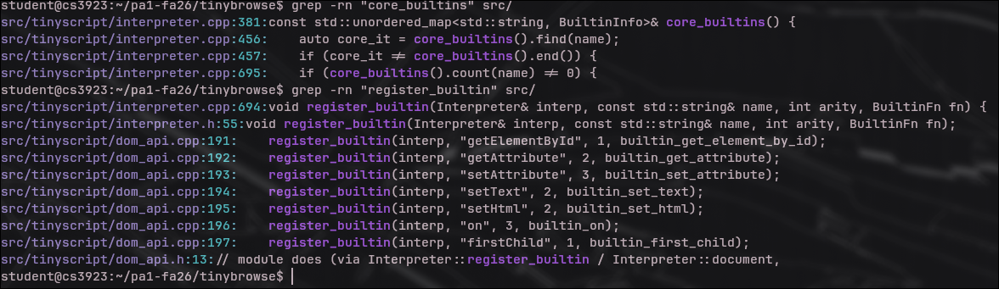 student@cs3923:~/pa1-fa26/tinybrowse$ grep -rn "core_builtins" src/
src/tinyscript/interpreter.cpp:381:const std::unordered_map<std::string, BuiltinInfo>& core_builtins() {
src/tinyscript/interpreter.cpp:456:    auto core_it = core_builtins().find(name);
src/tinyscript/interpreter.cpp:457:    if (core_it != core_builtins().end()) {
src/tinyscript/interpreter.cpp:695:    if (core_builtins().count(name) != 0) {
student@cs3923:~/pa1-fa26/tinybrowse$ grep -rn "register_builtin" src/
src/tinyscript/interpreter.cpp:694:void register_builtin(Interpreter& interp, const std::string& name, int arity, BuiltinFn fn) {
src/tinyscript/interpreter.h:55:void register_builtin(Interpreter& interp, const std::string& name, int arity, BuiltinFn fn);
src/tinyscript/dom_api.cpp:191:    register_builtin(interp, "getElementById", 1, builtin_get_element_by_id);
src/tinyscript/dom_api.cpp:192:    register_builtin(interp, "getAttribute", 2, builtin_get_attribute);
src/tinyscript/dom_api.cpp:193:    register_builtin(interp, "setAttribute", 3, builtin_set_attribute);
src/tinyscript/dom_api.cpp:194:    register_builtin(interp, "setText", 2, builtin_set_text);
src/tinyscript/dom_api.cpp:195:    register_builtin(interp, "setHtml", 2, builtin_set_html);
src/tinyscript/dom_api.cpp:196:    register_builtin(interp, "on", 3, builtin_on);
src/tinyscript/dom_api.cpp:197:    register_builtin(interp, "firstChild", 1, builtin_first_child);
src/tinyscript/dom_api.h:13:// module does (via Interpreter::register_builtin / Interpreter::document,
student@cs3923:~/pa1-fa26/tinybrowse$